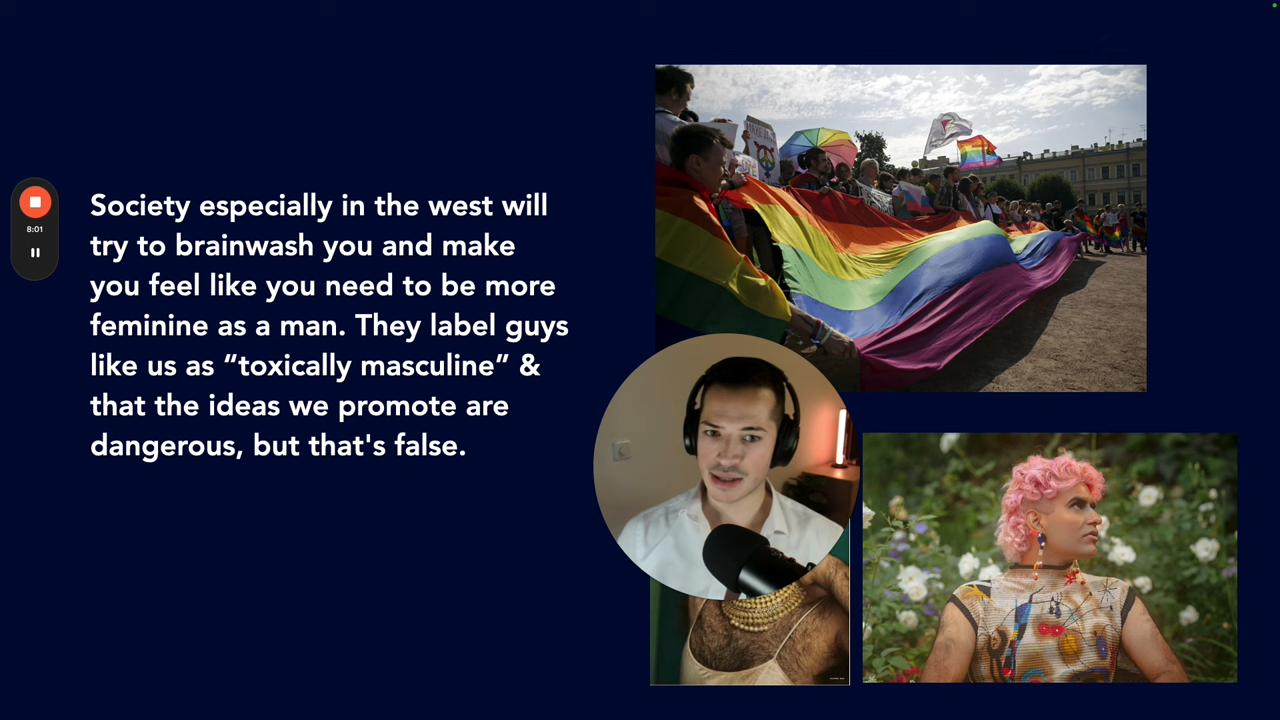 8:01
Society especially in the west will
try to brainwash you and make
you feel like you need to be more
feminine as a man. They label guys
like us as “toxically masculine” &
that the ideas we promote are
dangerous, but that's false.